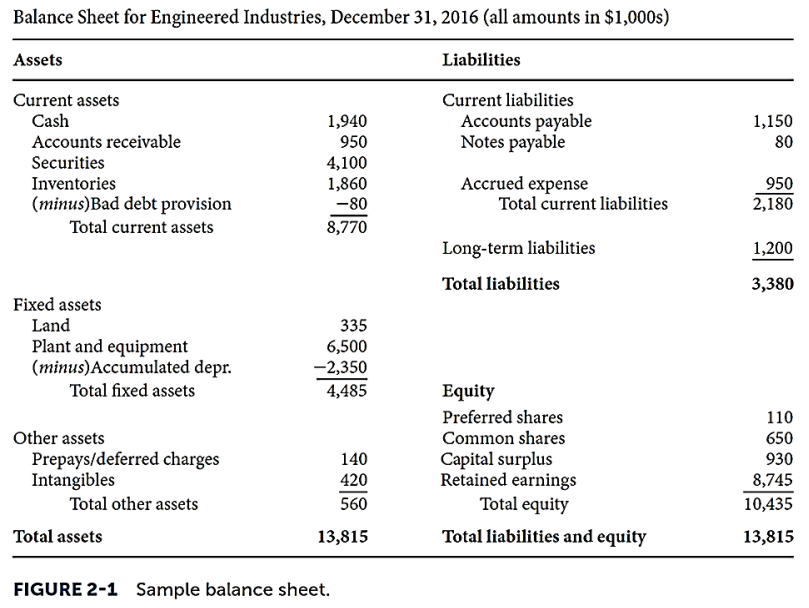 Balance Sheet for Engineered Industries, December 31, 2016 (all amounts in $1,000s)
Assets Liabilities
Current assets Current liabilities
Cash 1,940 Accounts payable 1,150
Accounts receivable 950 Notes payable 80
Securities 4,100
Inventories 1,860 Accrued expense 950
(minus)Bad debt provision −80 Total current liabilities 2,180
Total current assets 8,770
Long-term liabilities 1,200
Total liabilities 3,380
Fixed assets
Land 335
Plant and equipment 6,500
(minus)Accumulated depr. −2,350
Total fixed assets 4,485 Equity
Preferred shares 110
Other assets Common shares 650
Prepays/deferred charges 140 Capital surplus 930
Intangibles 420 Retained earnings 8,745
Total other assets 560 Total equity 10,435
Total assets 13,815 Total liabilities and equity 13,815
FIGURE 2-1 Sample balance sheet.